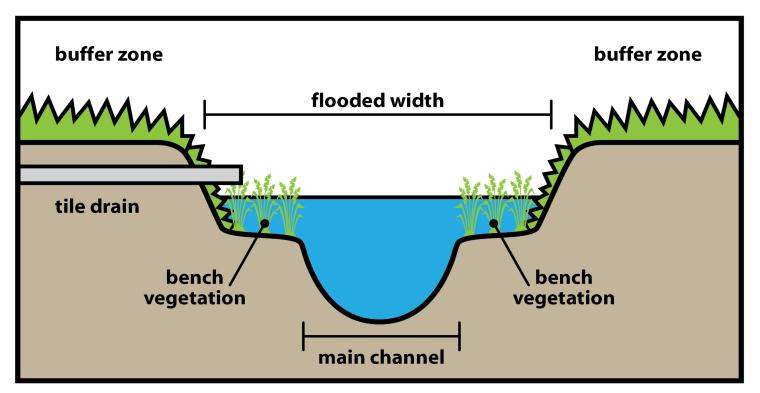 buffer zone
buffer zone
flooded width
tile drain
bench
vegetation
bench
vegetation
main channel